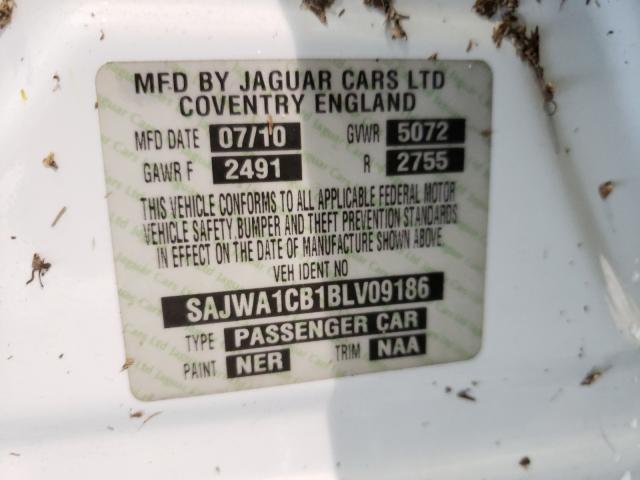 MFD BY JAGUAR CARS LTD
COVENTRY ENGLAND
MFD DATE 07/10 GVWR 5072
GAWR F 2491 R 2755
THIS VEHICLE CONFORMS TO ALL APPLICABLE FEDERAL MOTOR
VEHICLE SAFETY, BUMPER AND THEFT PREVENTION STANDARDS
IN EFFECT ON THE DATE OF MANUFACTURE SHOWN ABOVE
VEH IDENT NO
SAJWA1CB1BLV09186
TYPE PASSENGER CAR
PAINT NER TRIM NAA